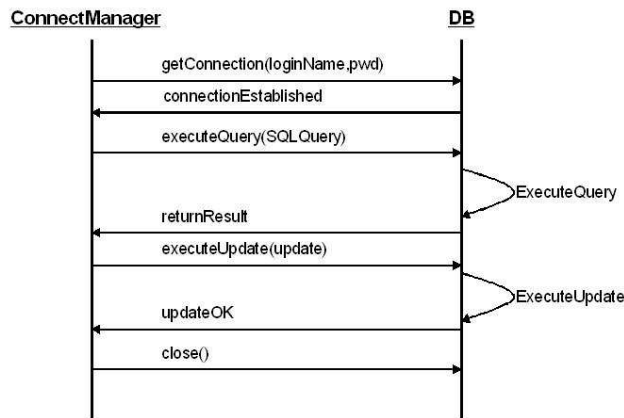 ConnectManager
DB
getConnection(loginName,pwd)
connectionEstablished
executeQuery(SQLQuery)
ExecuteQuery
returnResult
executeUpdate(update)
ExecuteUpdate
updateOK
close()